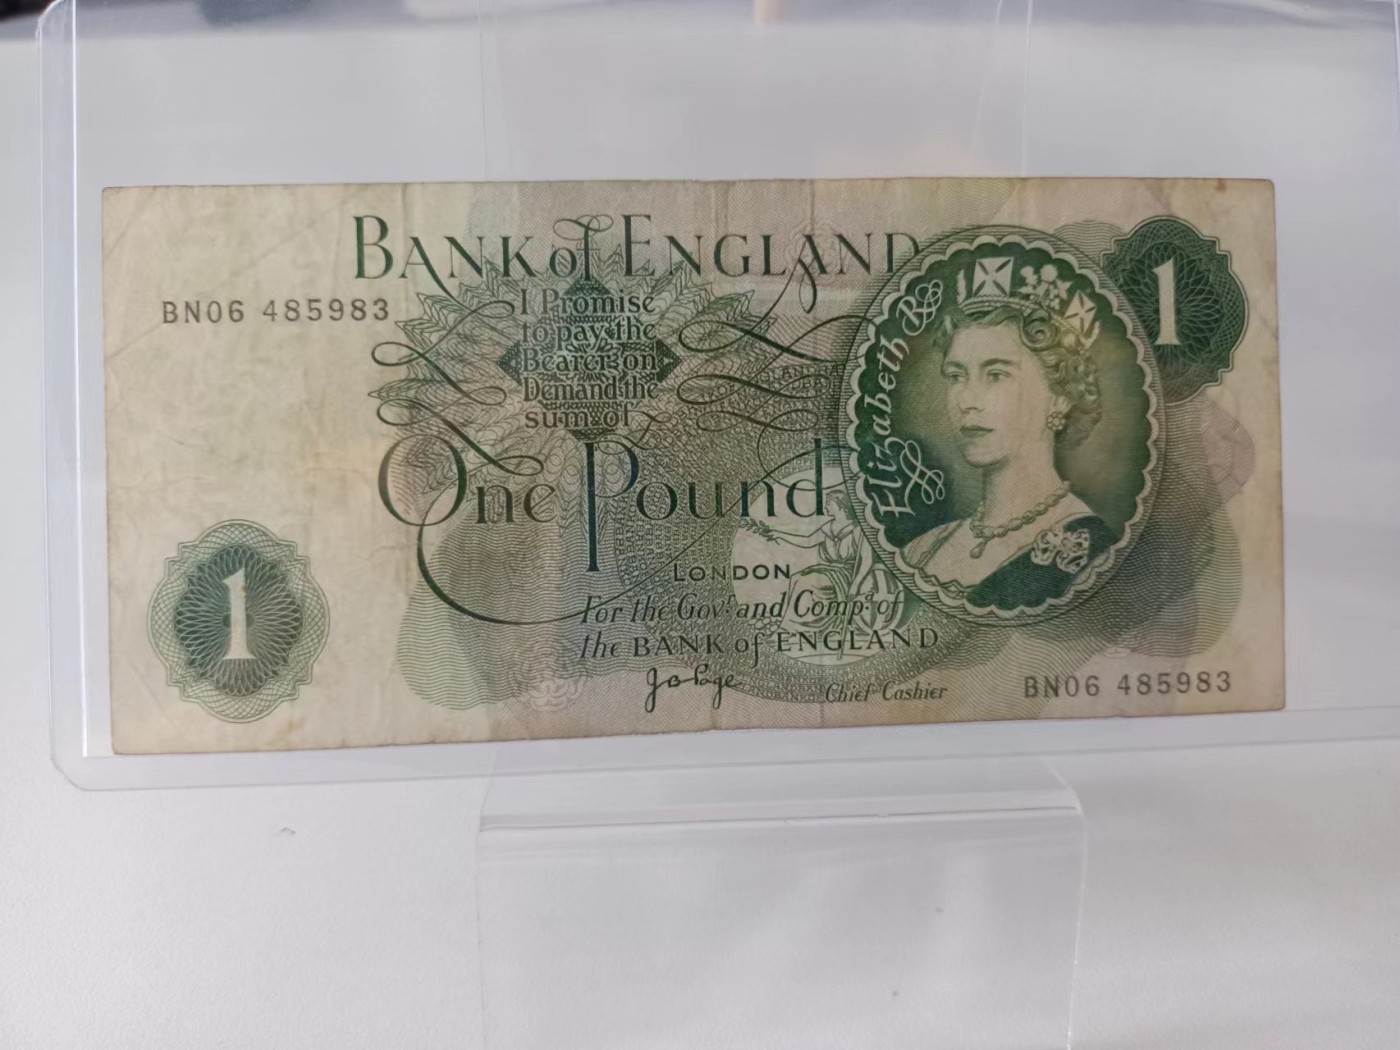 BANK of ENGLAND
1
BN06 485983
I Promise
to pay the
Bearer on
Demand the
sum of
One Pound
Elizabeth R
1
LONDON
For the Govr. and Compa. of
the BANK of ENGLAND
J B Page
Chief Cashier
BN06 485983